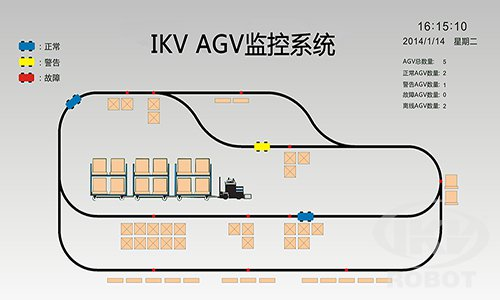 IKV AGV监控系统
16:15:10
2014/1/14 星期二
:正常
:警告
:故障
AGV总数量: 5
正常AGV数量: 2
警告AGV数量: 1
故障AGV数量: 0
离线AGV数量: 2
IKV
ROBOT